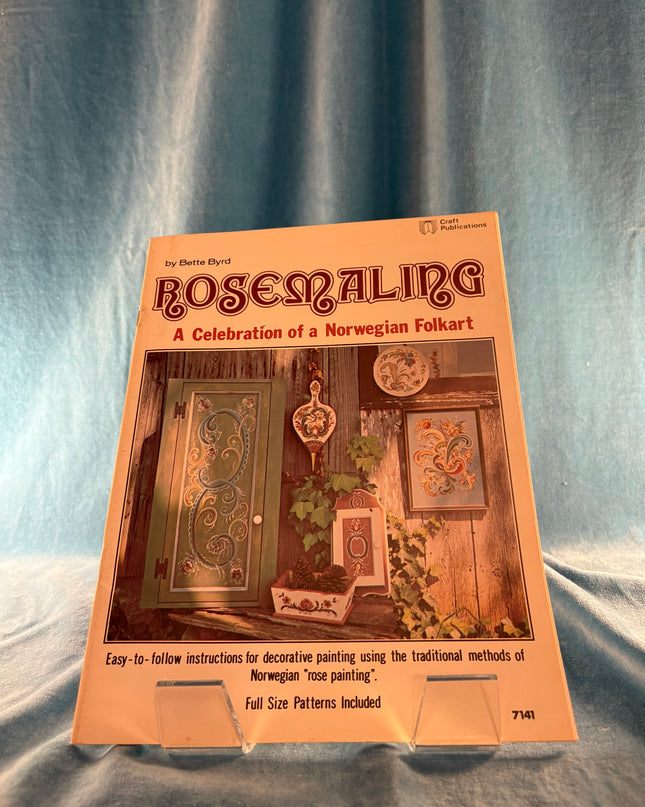 Craft
Publications
by Bette Byrd
ROSEMALING
A Celebration of a Norwegian Folkart
Easy-to-follow instructions for decorative painting using the traditional methods of
Norwegian "rose painting".
Full Size Patterns Included
7141